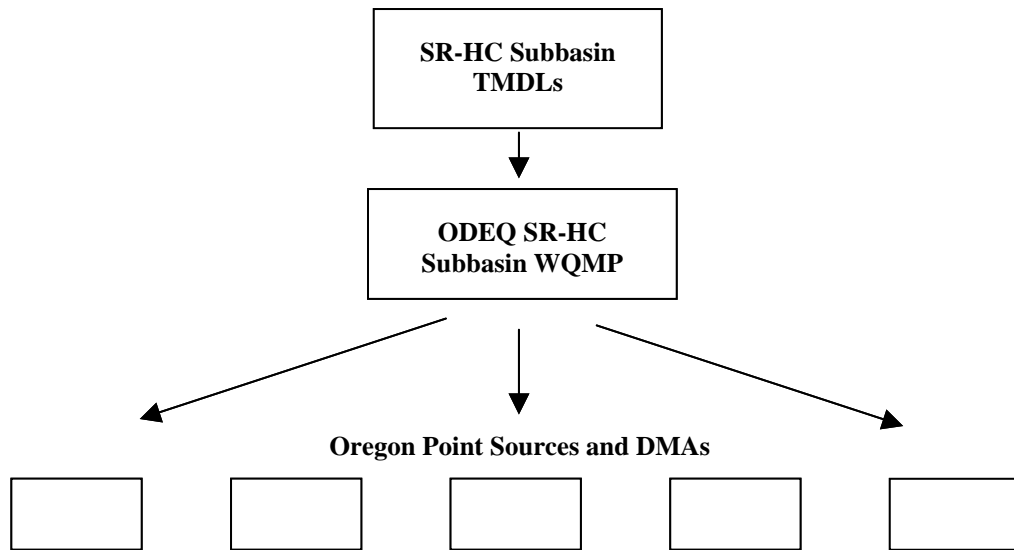 SR-HC Subbasin
TMDLs
ODEQ SR-HC
Subbasin WQMP
Oregon Point Sources and DMAs